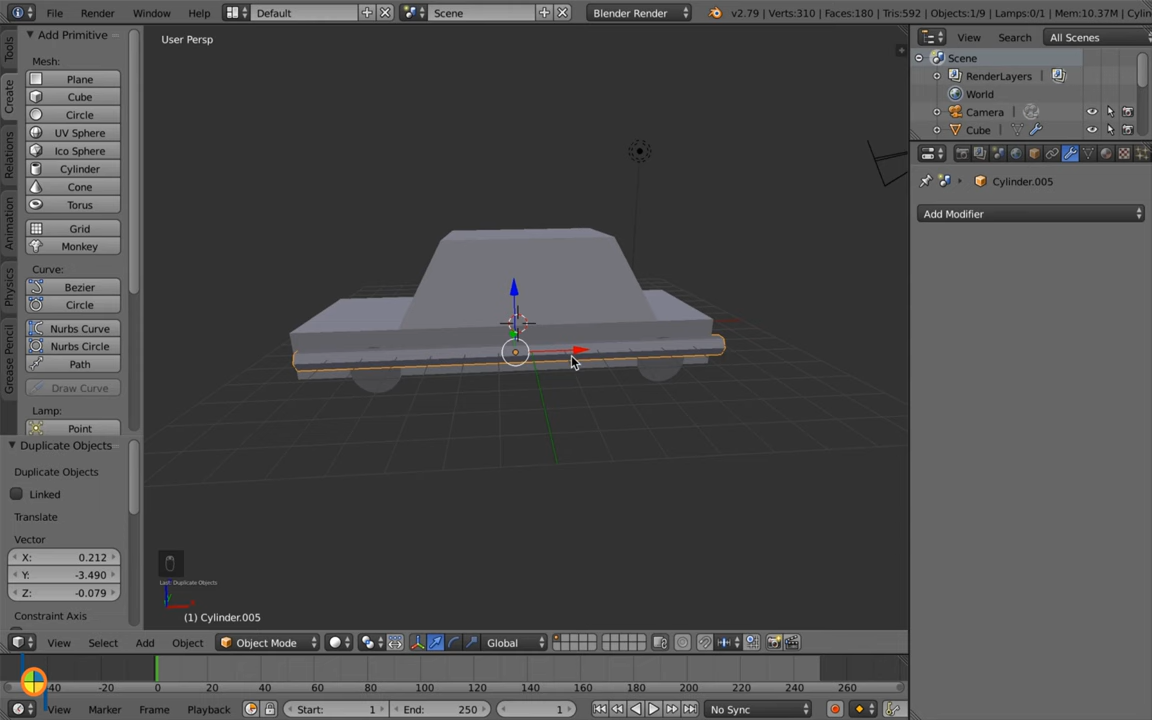 File Render Window Help Default Scene Blender Render v2.79 | Verts:310 | Faces:180 | Tris:592 | Objects:1/9 | Lamps:0/1 | Mem:10.37M | Cylin
Add Primitive
Mesh:
Plane
Cube
Circle
UV Sphere
Ico Sphere
Cylinder
Cone
Torus
Grid
Monkey
Curve:
Bezier
Circle
Nurbs Curve
Nurbs Circle
Path
Draw Curve
Lamp:
Point
Tools
Create
Relations
Animation
Physics
Grease Pencil
Duplicate Objects
Duplicate Objects
Linked
Translate
Vector
X: 0.212
Y: -3.490
Z: -0.079
Constraint Axis
User Persp
Last: Duplicate Objects
(1) Cylinder.005
View Search All Scenes
Scene
RenderLayers
World
Camera
Cube
Cylinder.005
Add Modifier
View Select Add Object Object Mode Global
-40 -20 0 20 40 60 80 100 120 140 160 180 200 220 240 260
View Marker Frame Playback Start: 1 End: 250 1 No Sync